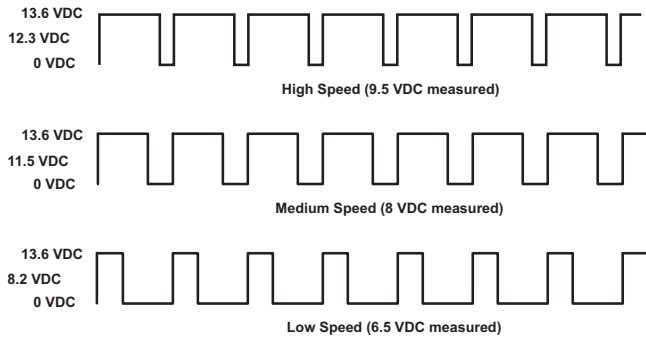 13.6 VDC
12.3 VDC
0 VDC
High Speed (9.5 VDC measured)
13.6 VDC
11.5 VDC
0 VDC
Medium Speed (8 VDC measured)
13.6 VDC
8.2 VDC
0 VDC
Low Speed (6.5 VDC measured)